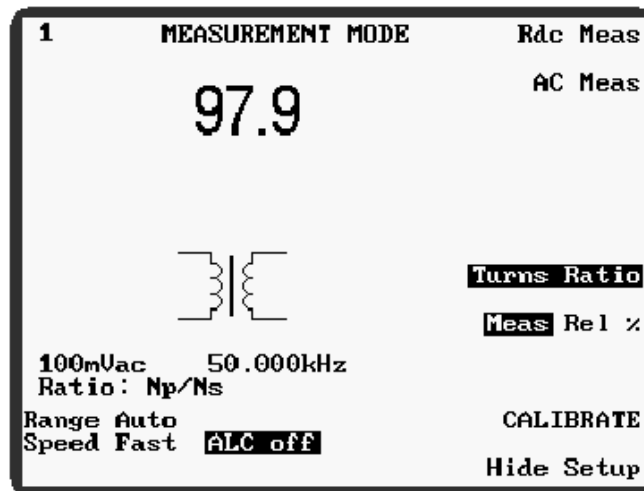 1 MEASUREMENT MODE Rdc Meas
AC Meas
97.9
Turns Ratio
Meas Rel %
100mVac 50.000kHz
Ratio: Np/Ns
Range Auto
Speed Fast ALC off
CALIBRATE
Hide Setup